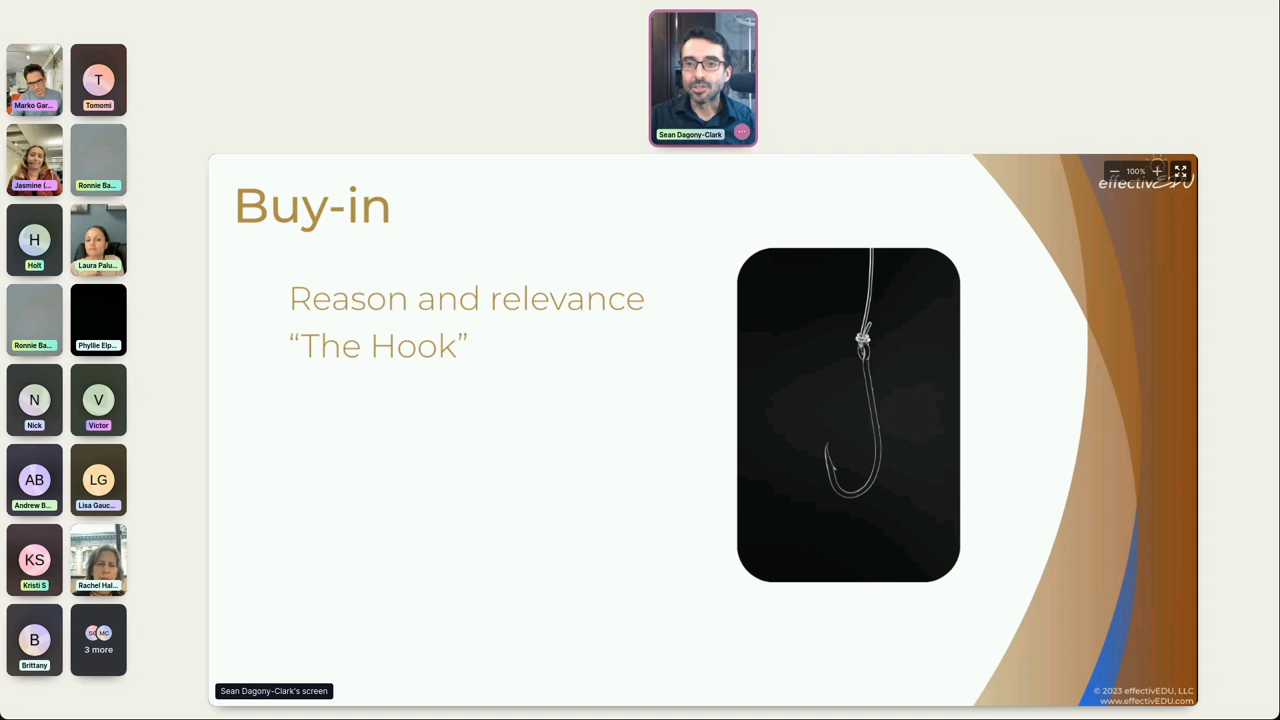 Sean Dagony-Clark
Marko Gar...
T
Tomomi
Jasmine (...
Ronnie Ba...
H
Holt
Laura Palu...
Ronnie Ba...
Phyllie Elp...
N
Nick
V
Victor
AB
Andrew B...
LG
Lisa Gauc...
KS
Kristi S
Rachel Hal...
B
Brittany
SG MC
3 more
100%
effectivEDU
Buy-in
Reason and relevance
“The Hook”
Sean Dagony-Clark's screen
© 2023 effectivEDU, LLC
www.effectivEDU.com